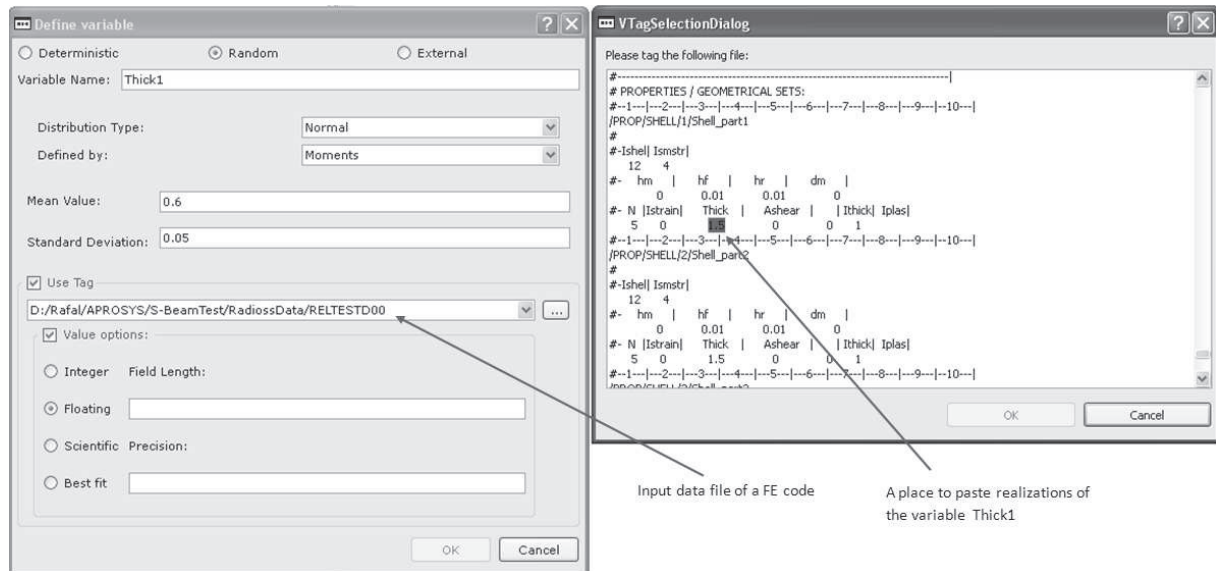 Define variable
Deterministic Random External
Variable Name: Thick1
Distribution Type: Normal
Defined by: Moments
Mean Value: 0.6
Standard Deviation: 0.05
Use Tag
D:/Rafal/APROSYS/S-BeamTest/RadiossData/RELTESTD00 ...
Value options:
Integer Field Length:
Floating
Scientific Precision:
Best fit
OK Cancel
VTagSelectionDialog
Please tag the following file:
#------------------------------------------------------------------------------|
# PROPERTIES / GEOMETRICAL SETS:
#--1---|---2---|---3---|---4---|---5---|---6---|---7---|---8---|---9---|--10---|
/PROP/SHELL/1/Shell_part1
#
#-Ishel| Ismstr|
12 4
#- hm | hf | hr | dm |
0 0.01 0.01 0
#- N |Istrain| Thick | Ashear | |Ithick| Iplas|
5 0 1.5 0 0 1
#--1---|---2---|---3---|---4---|---5---|---6---|---7---|---8---|---9---|--10---|
/PROP/SHELL/2/Shell_part2
#
#-Ishel| Ismstr|
12 4
#- hm | hf | hr | dm |
0 0.01 0.01 0
#- N |Istrain| Thick | Ashear | |Ithick| Iplas|
5 0 1.5 0 0 1
#--1---|---2---|---3---|---4---|---5---|---6---|---7---|---8---|---9---|--10---|
OK Cancel
Input data file of a FE code
A place to paste realizations of
the variable Thick1